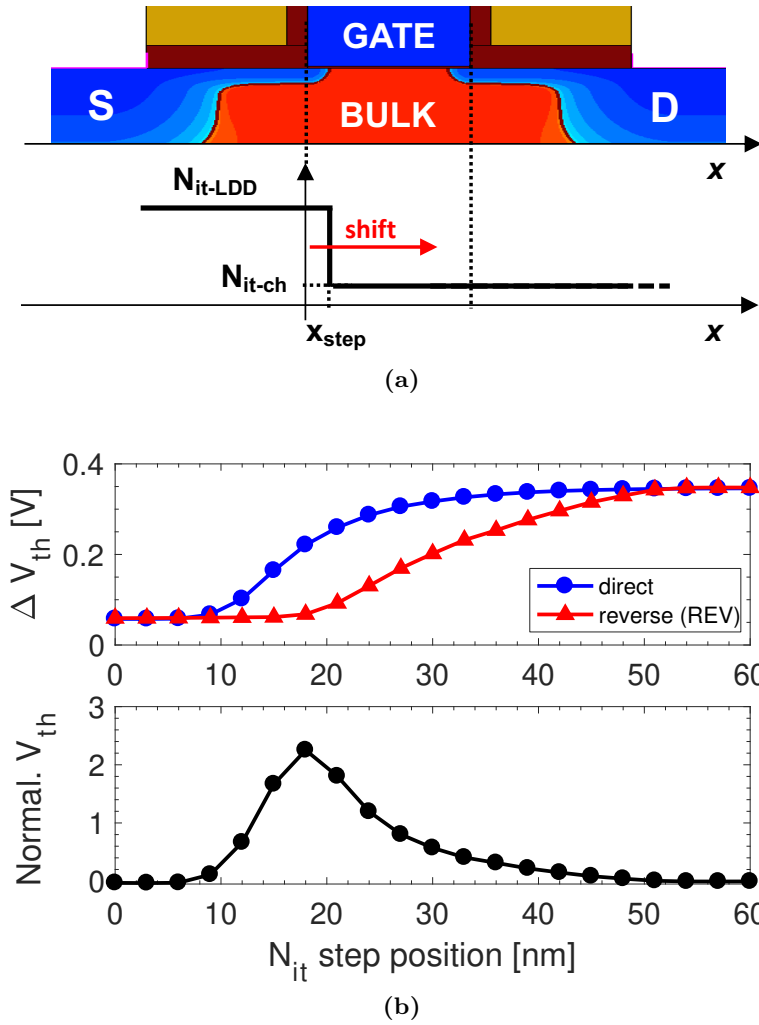 GATE
S BULK D
x
N_it-LDD
shift
N_it-ch
x_step
x
(a)
0.4
0.2
0
Δ V_th [V]
direct
reverse (REV)
0 10 20 30 40 50 60
3
2
1
0
Normal. V_th
0 10 20 30 40 50 60
N_it step position [nm]
(b)